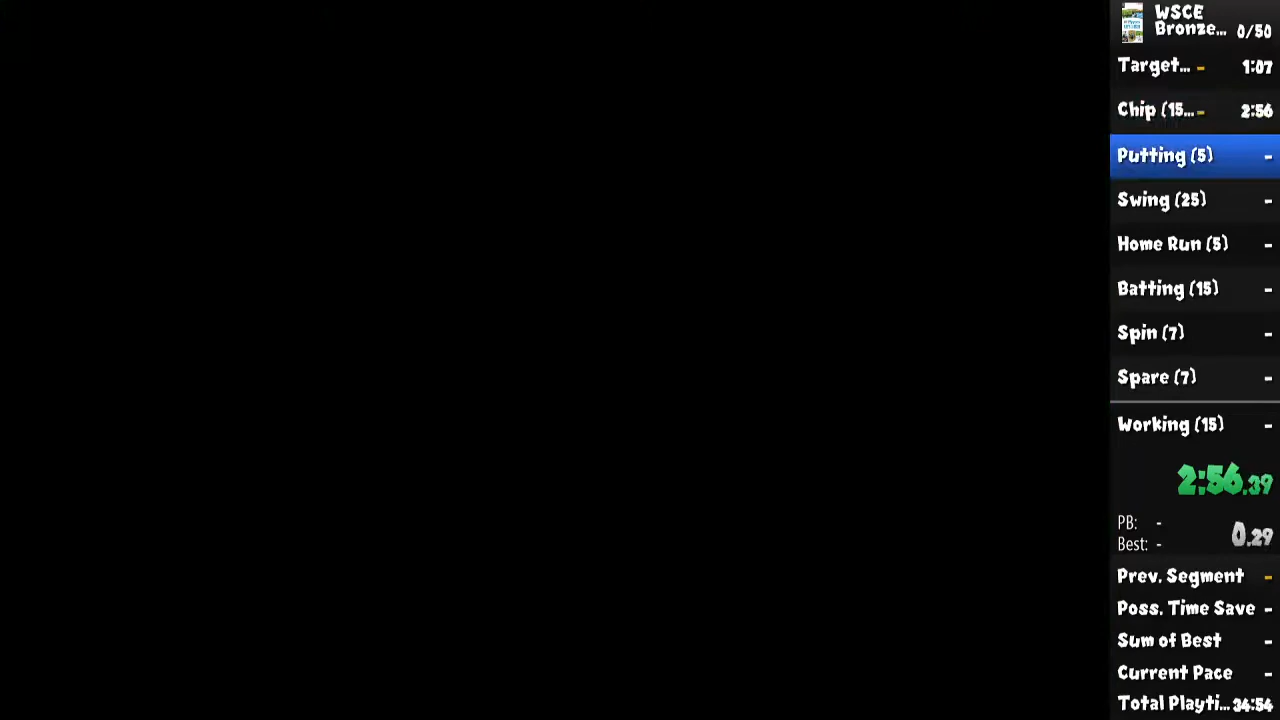 WSCE
Bronze... 0/50
Target... - 1:07
Chip (15... - 2:56
Putting (5) -
Swing (25) -
Home Run (5) -
Batting (15) -
Spin (7) -
Spare (7) -
Working (15) -
2:56.39
PB: -
Best: - 0.29
Prev. Segment -
Poss. Time Save -
Sum of Best -
Current Pace -
Total Playti... 34:54